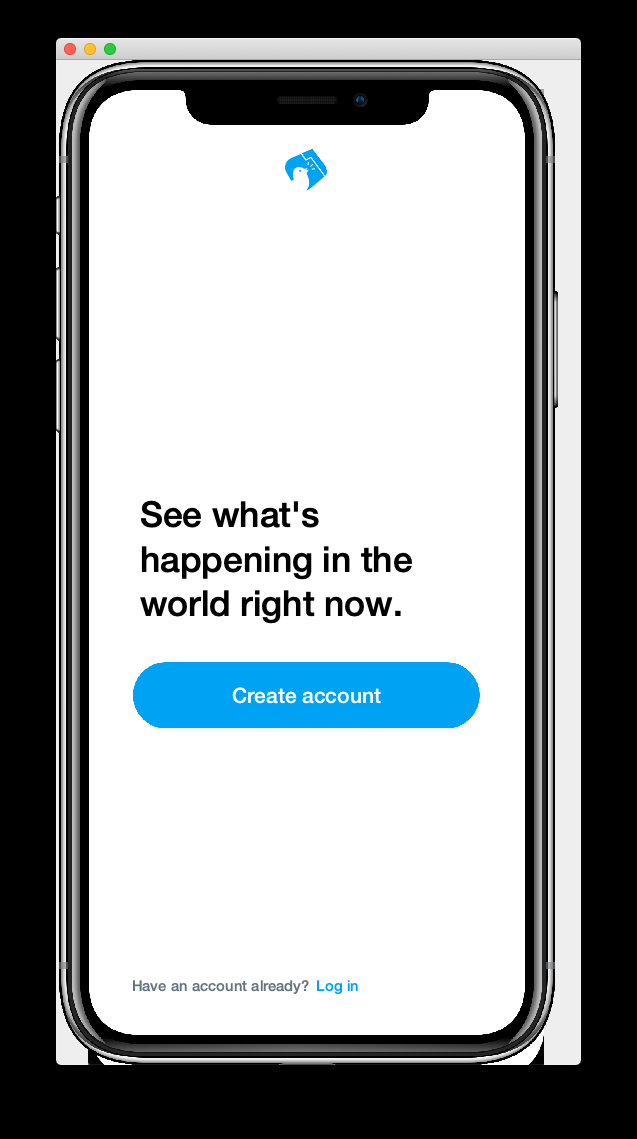 See what's
happening in the
world right now.
Create account
Have an account already? Log in